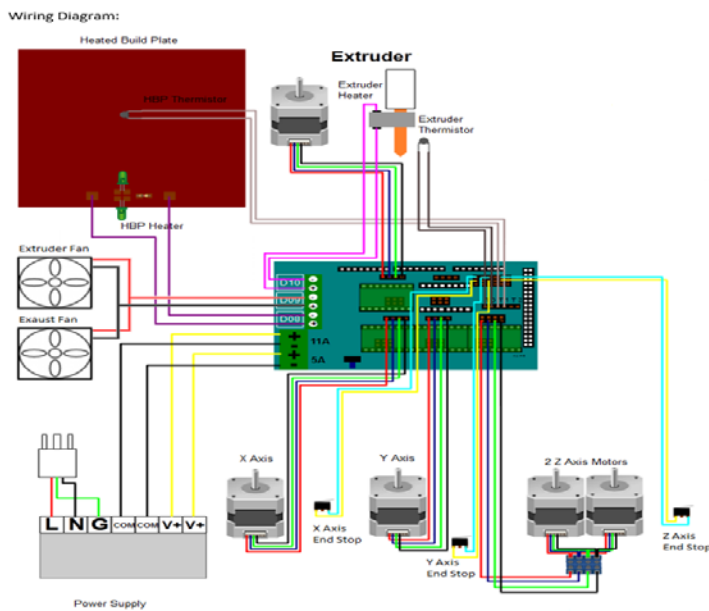 Wiring Diagram:
Heated Build Plate
Extruder
Extruder
Heater
HBP Thermistor
Extruder
Thermistor
HBP Heater
Extruder Fan
D10
D09
D08
Exaust Fan
+
11A
-
+
5A
-
X Axis
Y Axis
2 Z Axis Motors
X Axis
End Stop
Y Axis
End Stop
Z Axis
End Stop
L N G COM COM V+ V+
Power Supply